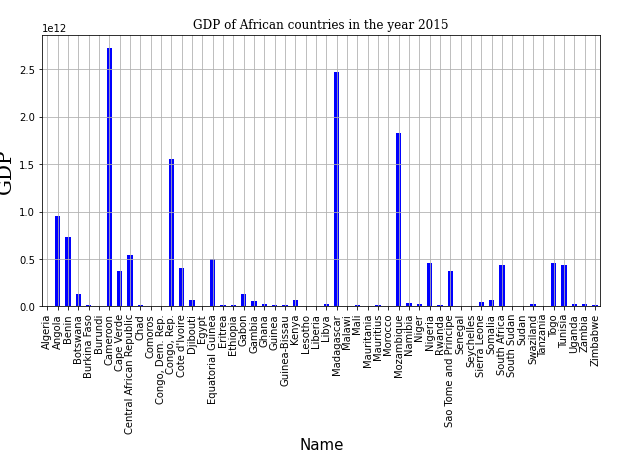 GDP of African countries in the year 2015
1e12
GDP
2.5
2.0
1.5
1.0
0.5
0.0
Algeria
Angola
Benin
Botswana
Burkina Faso
Burundi
Cameroon
Cape Verde
Central African Republic
Chad
Comoros
Congo, Dem. Rep.
Congo, Rep.
Cote d'Ivoire
Djibouti
Egypt
Equatorial Guinea
Eritrea
Ethiopia
Gabon
Gambia
Ghana
Guinea
Guinea-Bissau
Kenya
Lesotho
Liberia
Libya
Madagascar
Malawi
Mali
Mauritania
Mauritius
Morocco
Mozambique
Namibia
Niger
Nigeria
Rwanda
Sao Tome and Principe
Senegal
Seychelles
Sierra Leone
Somalia
South Africa
South Sudan
Sudan
Swaziland
Tanzania
Togo
Tunisia
Uganda
Zambia
Zimbabwe
Name